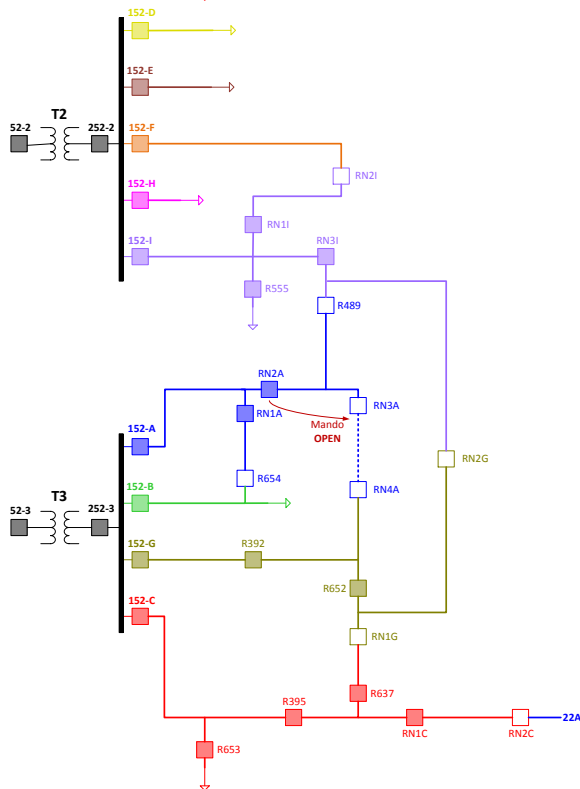 152-D
152-E
T2
52-2
252-2
152-F
RN2I
152-H
RN1I
152-I
RN3I
R555
R489
RN2A
RN3A
RN1A
Mando
OPEN
152-A
RN2G
R654
RN4A
T3
152-B
52-3
252-3
152-G
R392
R652
152-C
RN1G
R637
R395
RN1C
RN2C
22A
R653